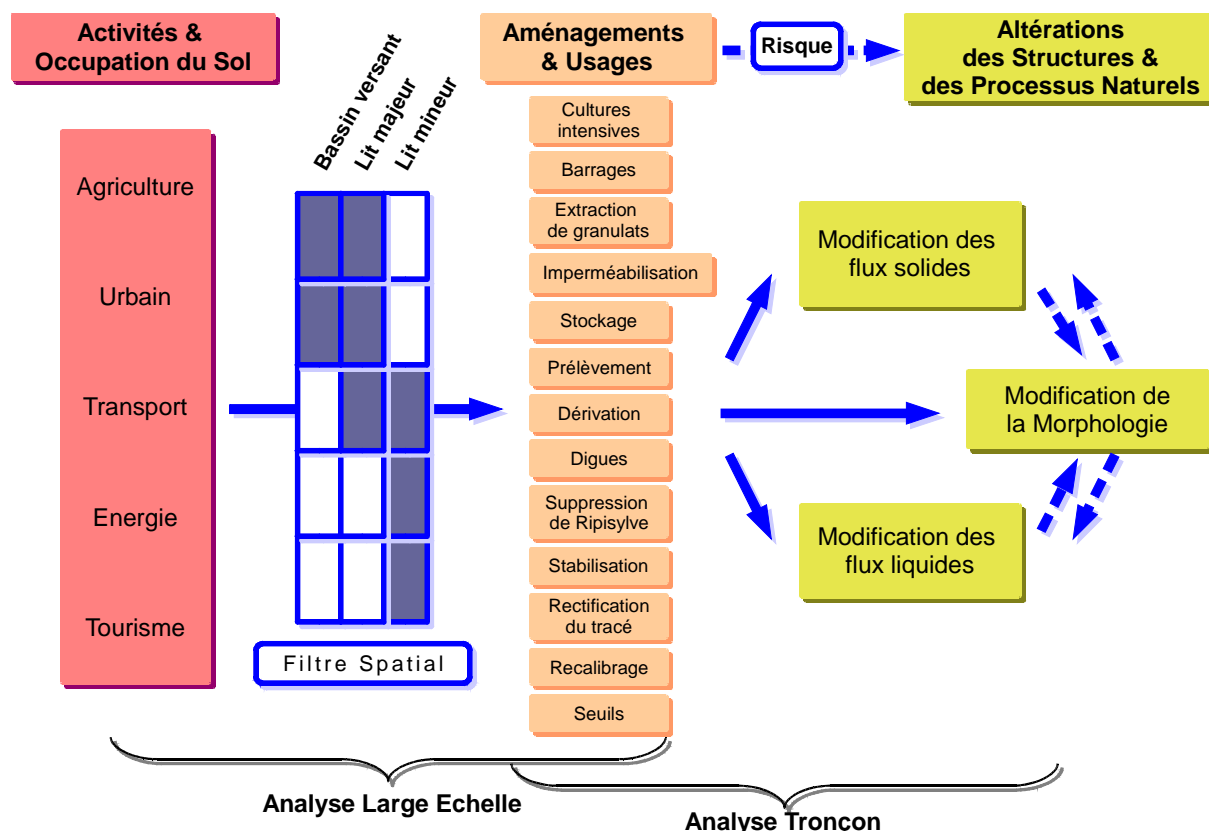 Activités &
Occupation du Sol
Agriculture
Urbain
Transport
Energie
Tourisme
Bassin versant
Lit majeur
Lit mineur
Filtre Spatial
Aménagements
& Usages
Cultures
intensives
Barrages
Extraction
de granulats
Imperméabilisation
Stockage
Prélèvement
Dérivation
Digues
Suppression
de Ripisylve
Stabilisation
Rectification
du tracé
Recalibrage
Seuils
Risque
Altérations
des Structures &
des Processus Naturels
Modification des
flux solides
Modification de
la Morphologie
Modification des
flux liquides
Analyse Large Echelle
Analyse Tronçon